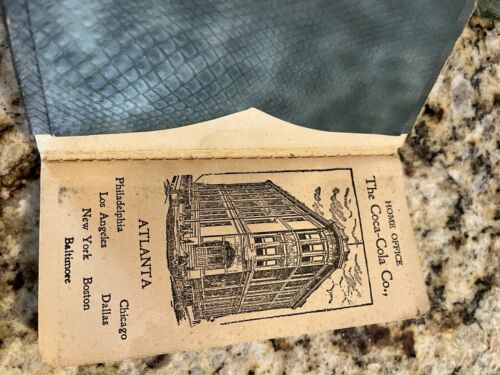 HOME OFFICE
The Coca-Cola Co.,
ATLANTA
Philadelphia Chicago
Los Angeles Dallas
New York Boston
Baltimore